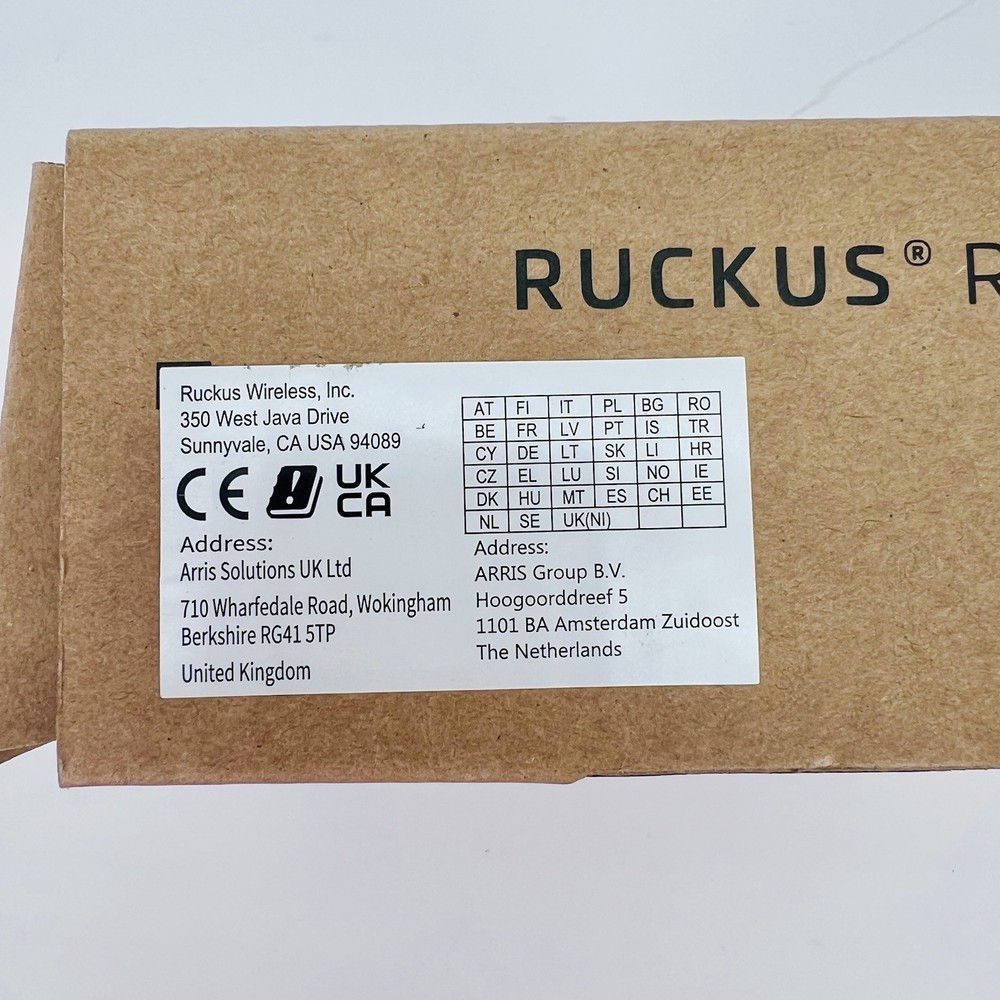 RUCKUS® R
Ruckus Wireless, Inc.
350 West Java Drive
Sunnyvale, CA USA 94089
CE UK
CA
Address:
Arris Solutions UK Ltd
710 Wharfedale Road, Wokingham
Berkshire RG41 5TP
United Kingdom
AT FI IT PL BG RO
BE FR LV PT IS TR
CY DE LT SK LI HR
CZ EL LU SI NO IE
DK HU MT ES CH EE
NL SE UK(NI)
Address:
ARRIS Group B.V.
Hoogoorddreef 5
1101 BA Amsterdam Zuidoost
The Netherlands